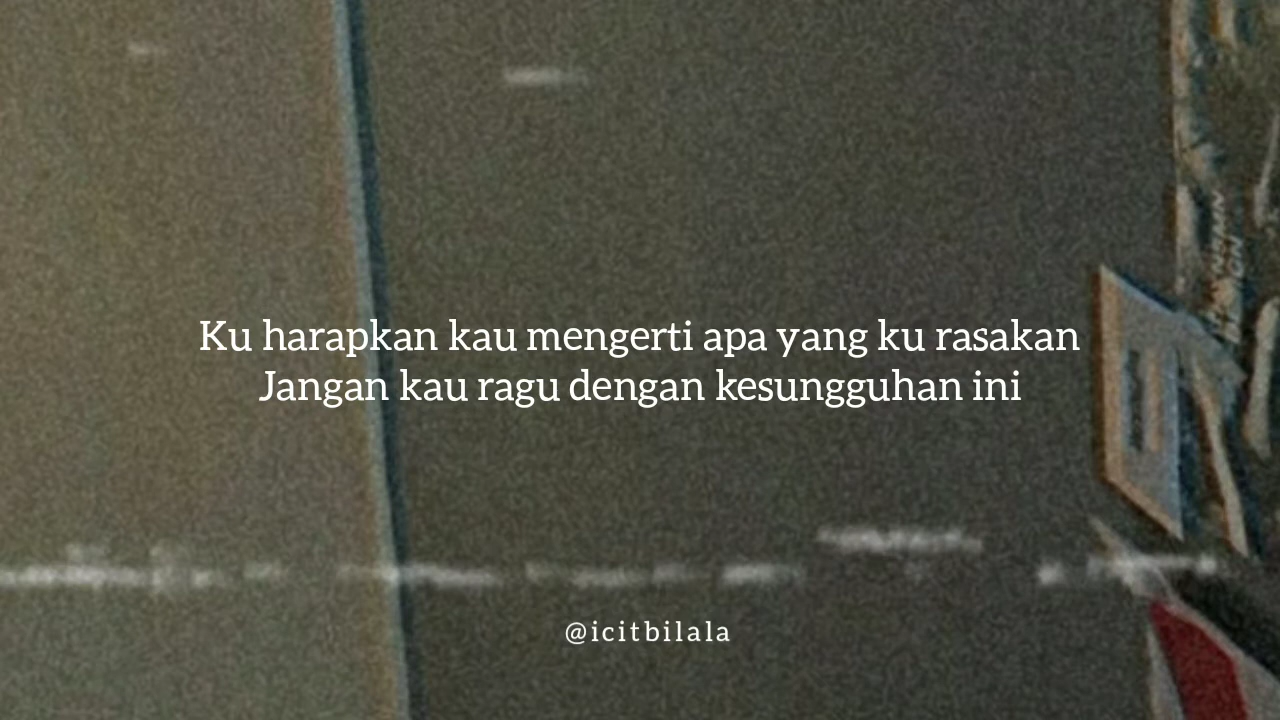 Ku harapkan kau mengerti apa yang ku rasakan
Jangan kau ragu dengan kesungguhan ini
@icitbilala